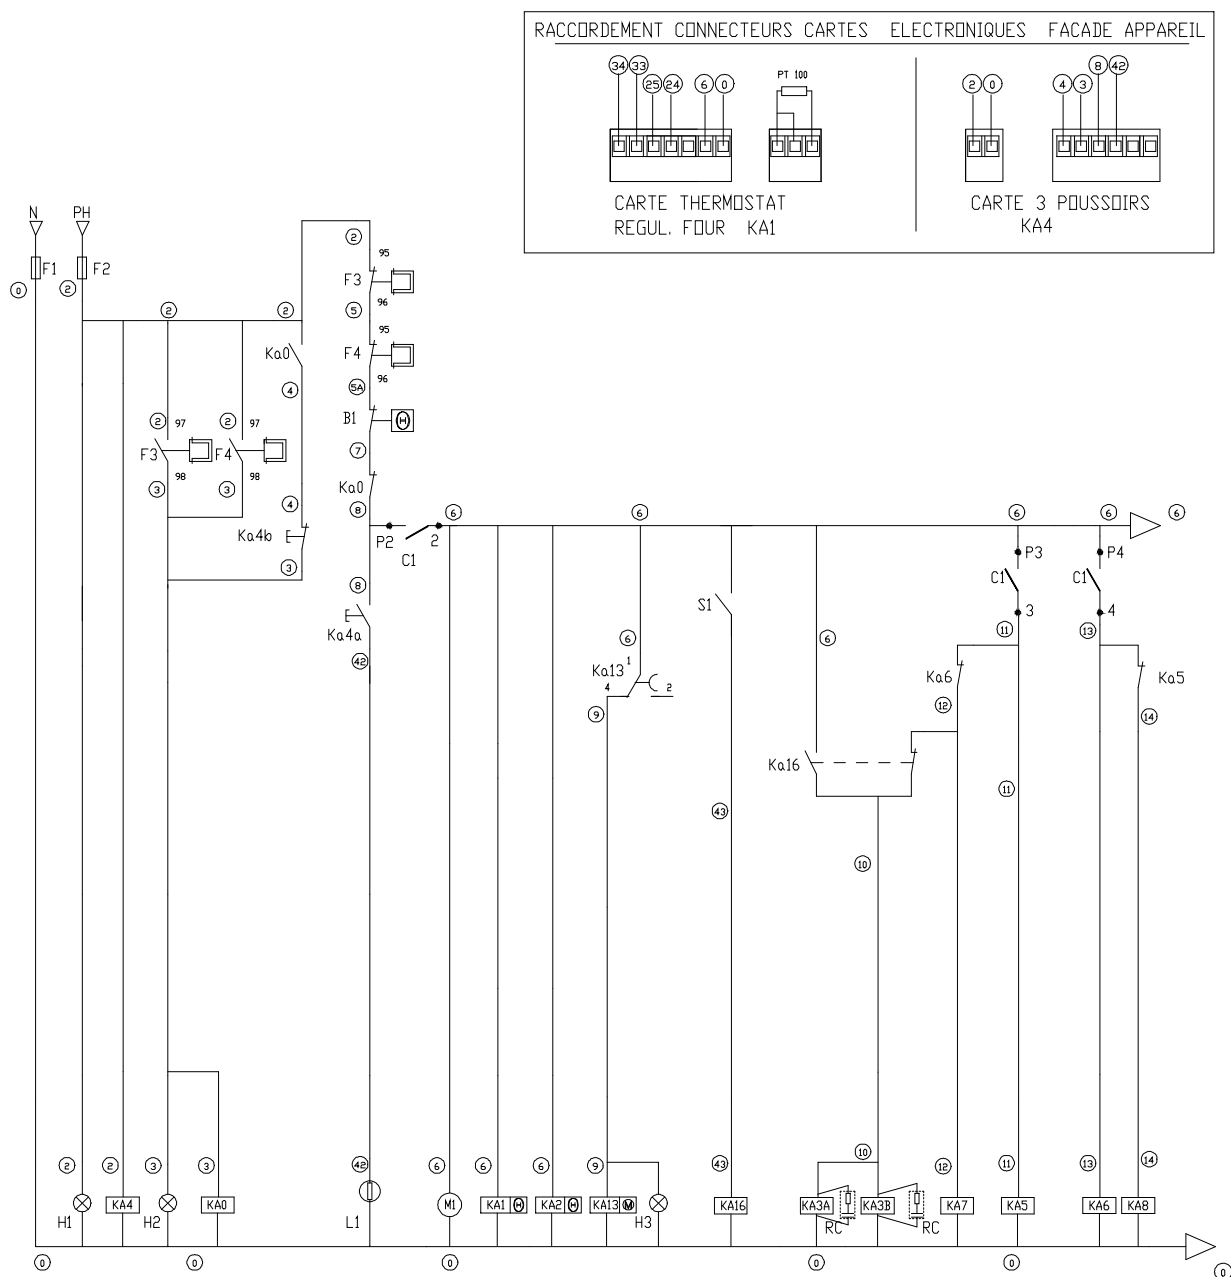 RACCORDEMENT CONNECTEURS CARTES ELECTRONIQUES FACADE APPAREIL
34 33 25 24 6 0
PT 100
2 0 4 3 8 42
CARTE THERMOSTAT
REGUL. FOUR KA1
CARTE 3 POUSSOIRS
KA4
N PH
F1 F2
0 2 2 2 2
95
F3
96
5
95
F4
96
Ka0
4
5A
B1
2 97 2 97
F3 F4
98 98
3 3
7
Ka0
4
8
Ka4b
3
P2 C1 2
6 6 6 6 6
8
Ka4a
42
P3 P4
C1 C1
3 4
S1
11 13
6 6
Ka13 1
4 2
9
Ka6 Ka5
12 14
Ka16
11
43
10
10
2 2 3 3 42 6 6 6 9 43 12 11 13 14
H1 KA4 H2 KA0 L1 M1 KA1 KA2 KA13 M H3 KA16 KA3A KA3B KA7 KA5 KA6 KA8
RC RC
0 0 0 0 0 0